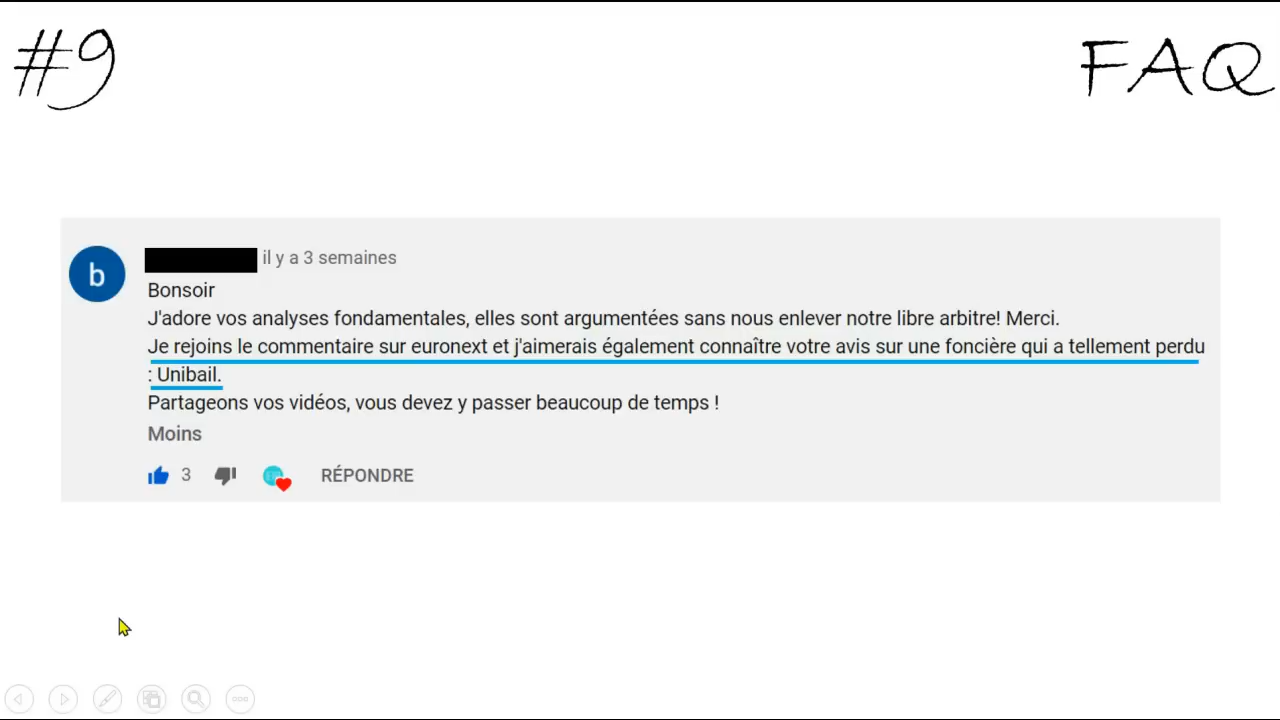 #9
FAQ
b
il y a 3 semaines
Bonsoir
J'adore vos analyses fondamentales, elles sont argumentées sans nous enlever notre libre arbitre! Merci.
Je rejoins le commentaire sur euronext et j'aimerais également connaître votre avis sur une foncière qui a tellement perdu
: Unibail.
Partageons vos vidéos, vous devez y passer beaucoup de temps !
Moins
3 RÉPONDRE